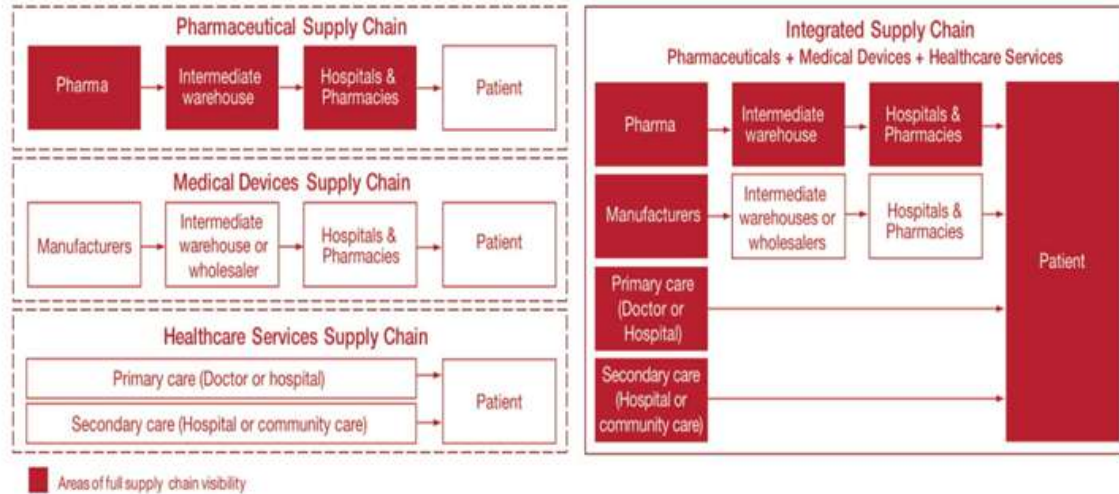 Pharmaceutical Supply Chain
Pharma
Intermediate
warehouse
Hospitals &
Pharmacies
Patient
Medical Devices Supply Chain
Manufacturers
Intermediate
warehouse or
wholesaler
Hospitals &
Pharmacies
Patient
Healthcare Services Supply Chain
Primary care (Doctor or hospital)
Secondary care (Hospital or community care)
Patient
Areas of full supply chain visibility
Integrated Supply Chain
Pharmaceuticals + Medical Devices + Healthcare Services
Pharma
Intermediate
warehouse
Hospitals &
Pharmacies
Manufacturers
Intermediate
warehouses or
wholesalers
Hospitals &
Pharmacies
Primary care
(Doctor or
Hospital)
Secondary care
(Hospital or
community care)
Patient